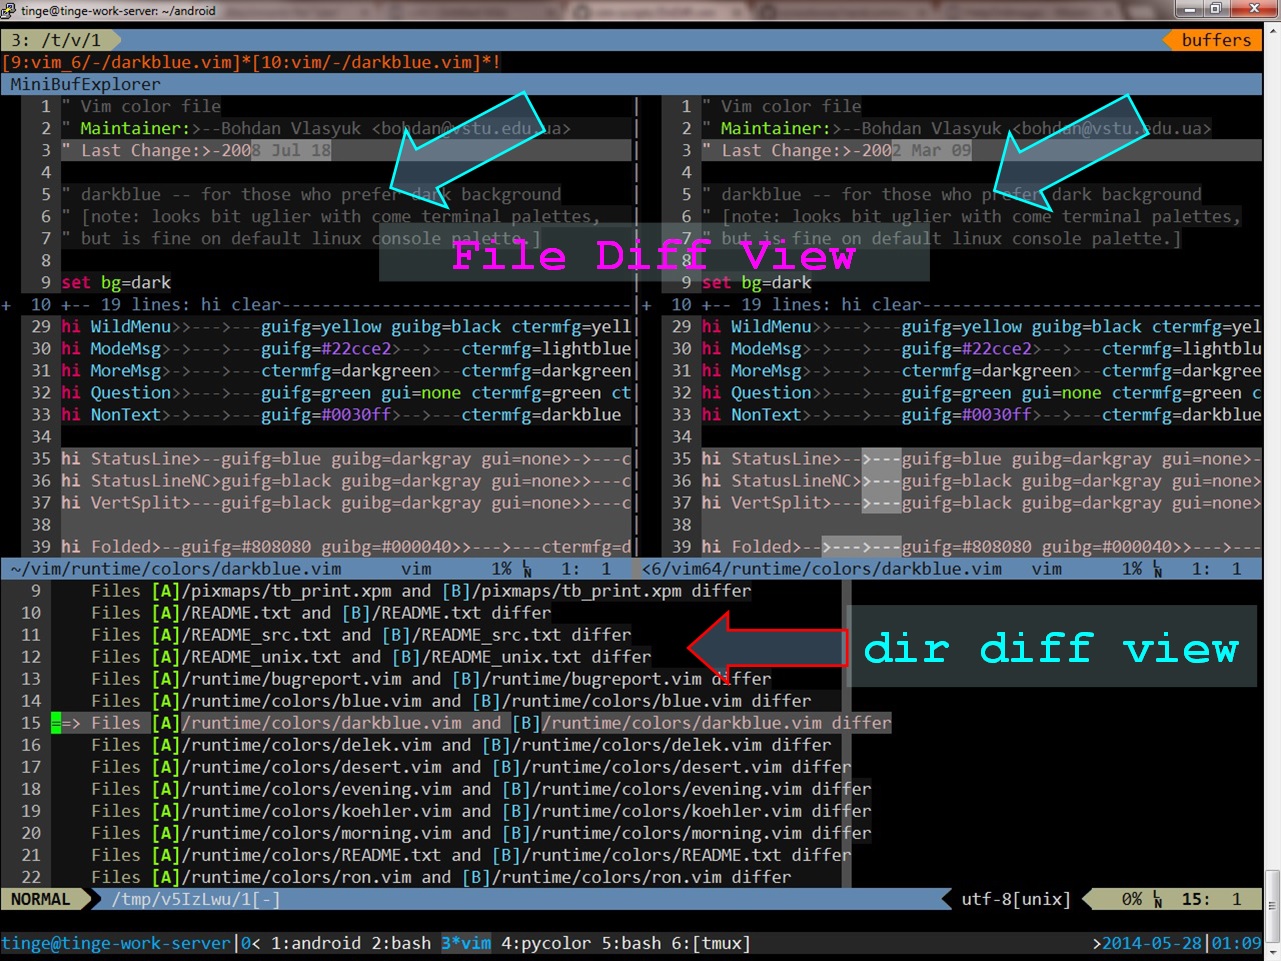 tinge@tinge-work-server: ~/android
3: /t/v/1 buffers
[9:vim_6/-/darkblue.vim]*[10:vim/-/darkblue.vim]*!
MiniBufExplorer
1 " Vim color file | 1 " Vim color file
2 " Maintainer:>--Bohdan Vlasyuk <bohdan@vstu.edu.ua> | 2 " Maintainer:>--Bohdan Vlasyuk <bohdan@vstu.edu.ua>
3 " Last Change:>-2008 Jul 18 | 3 " Last Change:>-2002 Mar 09
4 | 4
5 " darkblue -- for those who prefer dark background | 5 " darkblue -- for those who prefer dark background
6 " [note: looks bit uglier with come terminal palettes, | 6 " [note: looks bit uglier with come terminal palettes,
7 " but is fine on default linux console palette.] | 7 " but is fine on default linux console palette.]
File Diff View
8 | 8
9 set bg=dark | 9 set bg=dark
+ 10 +-- 19 lines: hi clear-----------------------------------|+ 10 +-- 19 lines: hi clear----------------------------------
29 hi WildMenu>>--->---guifg=yellow guibg=black ctermfg=yell| 29 hi WildMenu>>--->---guifg=yellow guibg=black ctermfg=yel
30 hi ModeMsg>->--->---guifg=#22cce2>-->---ctermfg=lightblue| 30 hi ModeMsg>->--->---guifg=#22cce2>-->---ctermfg=lightblu
31 hi MoreMsg>->--->---ctermfg=darkgreen>--ctermfg=darkgreen| 31 hi MoreMsg>->--->---ctermfg=darkgreen>--ctermfg=darkgree
32 hi Question>>--->---guifg=green gui=none ctermfg=green ct| 32 hi Question>>--->---guifg=green gui=none ctermfg=green c
33 hi NonText>->--->---guifg=#0030ff>-->---ctermfg=darkblue | 33 hi NonText>->--->---guifg=#0030ff>-->---ctermfg=darkblue
34 | 34
35 hi StatusLine>--guifg=blue guibg=darkgray gui=none>->---c| 35 hi StatusLine>-->---guifg=blue guibg=darkgray gui=none>-
36 hi StatusLineNC>guifg=black guibg=darkgray gui=none>>---c| 36 hi StatusLineNC>>---guifg=black guibg=darkgray gui=none>
37 hi VertSplit>---guifg=black guibg=darkgray gui=none>>---c| 37 hi VertSplit>--->---guifg=black guibg=darkgray gui=none>
38 | 38
39 hi Folded>--guifg=#808080 guibg=#000040>>--->---ctermfg=d| 39 hi Folded>-->--->---guifg=#808080 guibg=#000040>>--->---
~/vim/runtime/colors/darkblue.vim vim 1% LN 1: 1 <6/vim64/runtime/colors/darkblue.vim vim 1% LN 1: 1
9 Files [A]/pixmaps/tb_print.xpm and [B]/pixmaps/tb_print.xpm differ
10 Files [A]/README.txt and [B]/README.txt differ
11 Files [A]/README_src.txt and [B]/README_src.txt differ
12 Files [A]/README_unix.txt and [B]/README_unix.txt differ
dir diff view
13 Files [A]/runtime/bugreport.vim and [B]/runtime/bugreport.vim differ
14 Files [A]/runtime/colors/blue.vim and [B]/runtime/colors/blue.vim differ
15 ==> Files [A]/runtime/colors/darkblue.vim and [B]/runtime/colors/darkblue.vim differ
16 Files [A]/runtime/colors/delek.vim and [B]/runtime/colors/delek.vim differ
17 Files [A]/runtime/colors/desert.vim and [B]/runtime/colors/desert.vim differ
18 Files [A]/runtime/colors/evening.vim and [B]/runtime/colors/evening.vim differ
19 Files [A]/runtime/colors/koehler.vim and [B]/runtime/colors/koehler.vim differ
20 Files [A]/runtime/colors/morning.vim and [B]/runtime/colors/morning.vim differ
21 Files [A]/runtime/colors/README.txt and [B]/runtime/colors/README.txt differ
22 Files [A]/runtime/colors/ron.vim and [B]/runtime/colors/ron.vim differ
NORMAL /tmp/v5IzLwu/1[-] utf-8[unix] 0% LN 15: 1
tinge@tinge-work-server|0< 1:android 2:bash 3*vim 4:pycolor 5:bash 6:[tmux] >2014-05-28|01:09